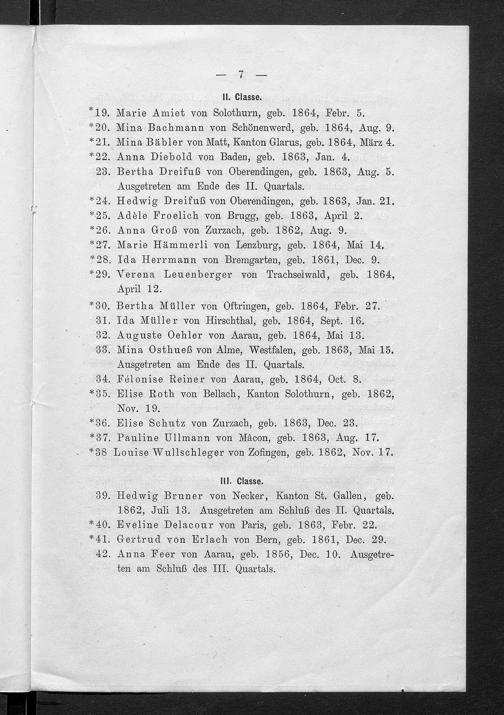 — 7 —
II. Classe.
*19. Marie Amiet von Solothurn, geb. 1864, Febr. 5.
*20. Mina Bachmann von Schönenwerd, geb. 1864, Aug. 9.
*21. Mina Bäbler von Matt, Kanton Glarus, geb. 1864, März 4.
*22. Anna Diebold von Baden, geb. 1863, Jan. 4.
23. Bertha Dreifuß von Oberendingen, geb. 1863, Aug. 5.
Ausgetreten am Ende des II. Quartals.
*24. Hedwig Dreifuß von Oberendingen, geb. 1863, Jan. 21.
*25. Adèle Froelich von Brugg, geb. 1863, April 2.
*26. Anna Groß von Zurzach, geb. 1862, Aug. 9.
*27. Marie Hämmerli von Lenzburg, geb. 1864, Mai 14.
*28. Ida Herrmann von Bremgarten, geb. 1861, Dec. 9.
*29. Verena Leuenberger von Trachselwald, geb. 1864,
April 12.
*30. Bertha Müller von Oftringen, geb. 1864, Febr. 27.
31. Ida Müller von Hirschthal, geb. 1864, Sept. 16.
32. Auguste Oehler von Aarau, geb. 1864, Mai 13.
33. Mina Osthueß von Alme, Westfalen, geb. 1863, Mai 15.
Ausgetreten am Ende des II. Quartals.
34. Félonise Reiner von Aarau, geb. 1864, Oct. 8.
*35. Elise Roth von Bellach, Kanton Solothurn, geb. 1862,
Nov. 19.
*36. Elise Schutz von Zurzach, geb. 1863, Dec. 23.
*37. Pauline Ullmann von Mâcon, geb. 1863, Aug. 17.
*38 Louise Wullschleger von Zofingen, geb. 1862, Nov. 17.
III. Classe.
39. Hedwig Bruner von Necker, Kanton St. Gallen, geb.
1862, Juli 13. Ausgetreten am Schluß des II. Quartals.
*40. Eveline Delacour von Paris, geb. 1863, Febr. 22.
*41. Gertrud von Erlach von Bern, geb. 1861, Dec. 29.
42. Anna Feer von Aarau, geb. 1856, Dec. 10. Ausgetre-
ten am Schluß des III. Quartals.